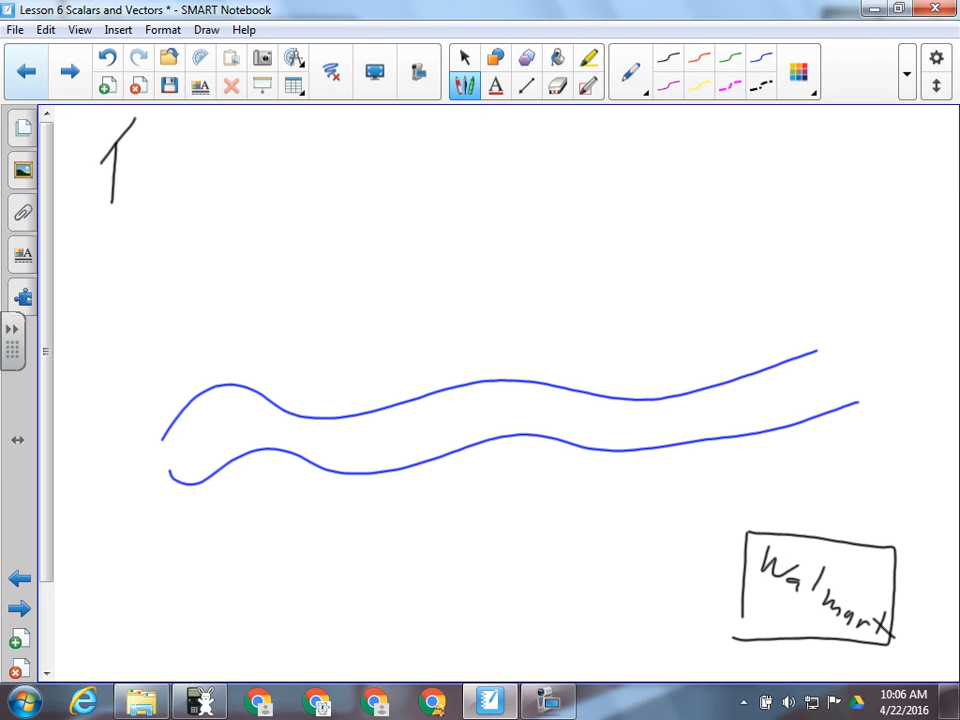 Lesson 6 Scalars and Vectors * - SMART Notebook
File Edit View Insert Format Draw Help
Walmart
10:06 AM
4/22/2016